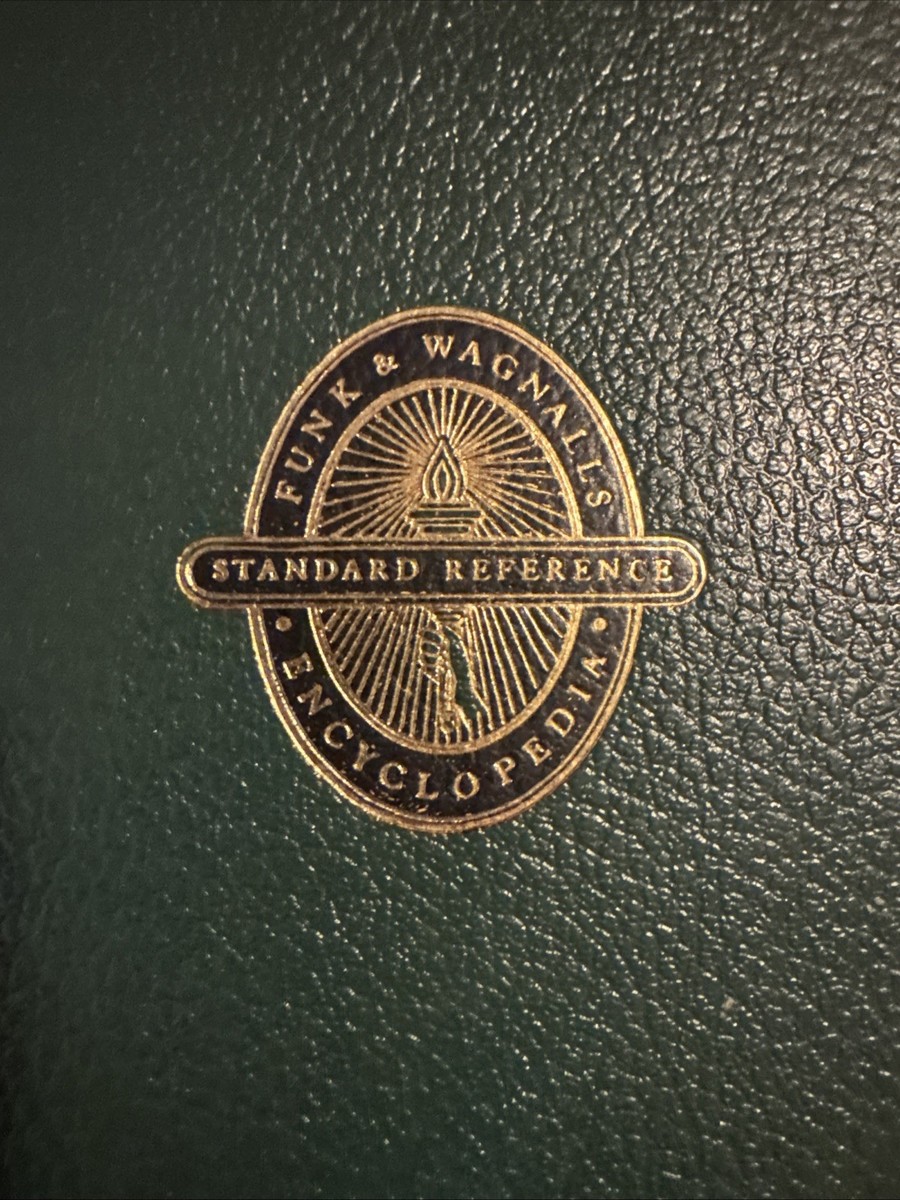 FUNK & WAGNALLS
STANDARD REFERENCE
ENCYCLOPEDIA